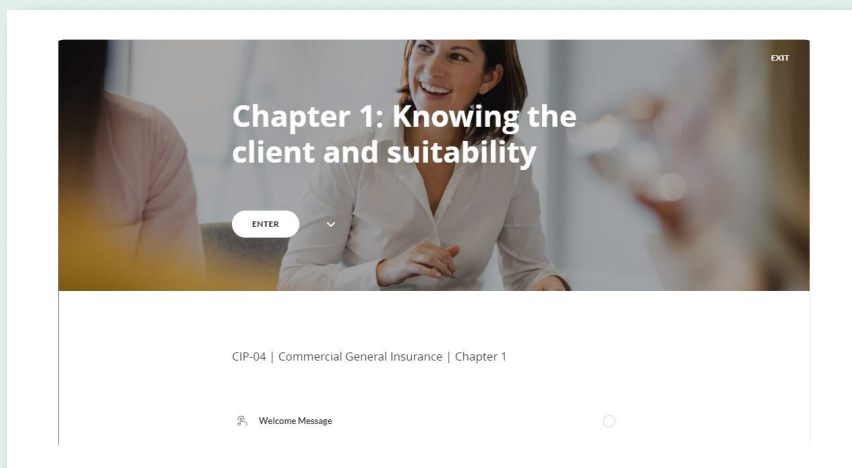 EXIT
Chapter 1: Knowing the
client and suitability
ENTER
CIP-04 | Commercial General Insurance | Chapter 1
Welcome Message